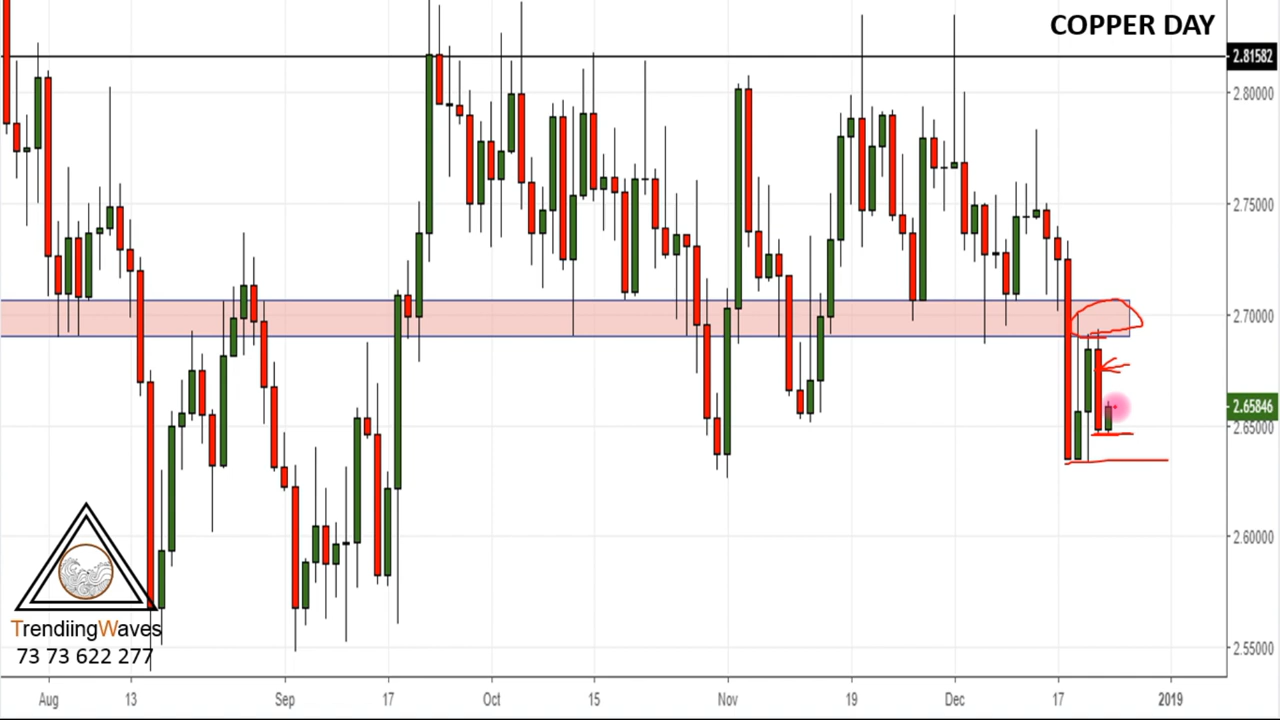 COPPER DAY
2.81582
2.80000
2.75000
2.70000
2.65846
2.65000
2.60000
2.55000
TrendiingWaves
73 73 622 277
Aug 13 Sep 17 Oct 15 Nov 19 Dec 17 2019